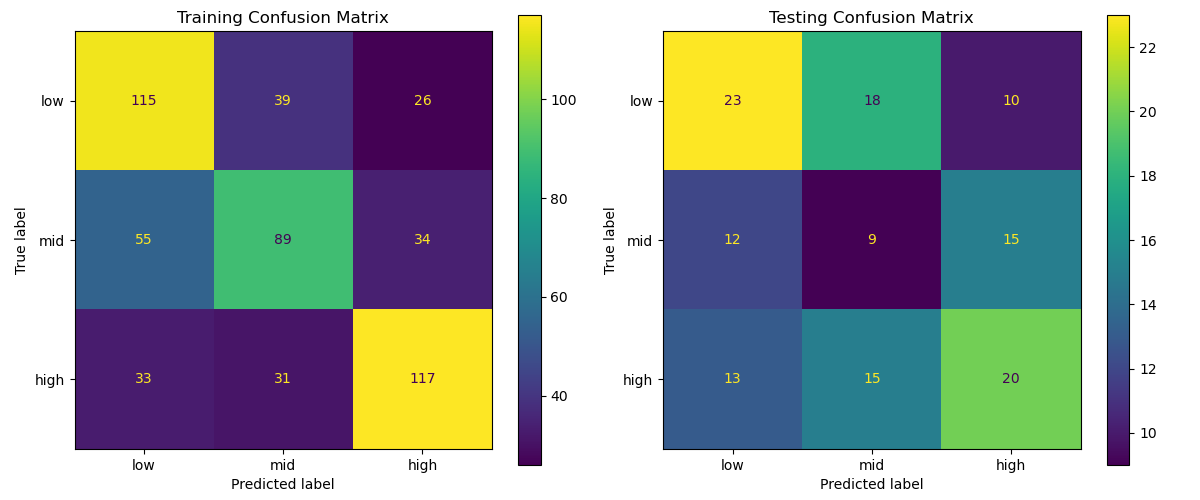 Training Confusion Matrix
True label
low
mid
high
115 39 26
55 89 34
33 31 117
low mid high
Predicted label
100
80
60
40
Testing Confusion Matrix
True label
low
mid
high
23 18 10
12 9 15
13 15 20
low mid high
Predicted label
22
20
18
16
14
12
10